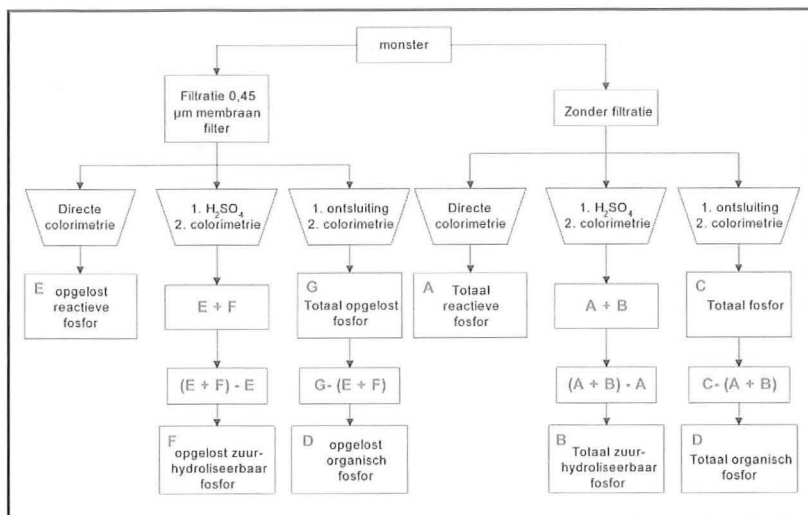 monster
Filtratie 0,45
µm membraan
filter
Zonder filtratie
Directe
colorimetrie
1. H₂SO₄
2. colorimetrie
1. ontsluiting
2. colorimetrie
Directe
colorimetrie
1. H₂SO₄
2. colorimetrie
1. ontsluiting
2. colorimetrie
E
opgelost
reactieve
fosfor
E + F
G
Totaal opgelost
fosfor
A
Totaal
reactieve
fosfor
A + B
C
Totaal fosfor
(E + F) - E
G- (E + F)
(A + B) - A
C- (A + B)
F
opgelost zuur-
hydroliseerbaar
fosfor
D
opgelost
organisch
fosfor
B
Totaal zuur-
hydroliseerbaar
fosfor
D
Totaal organisch
fosfor